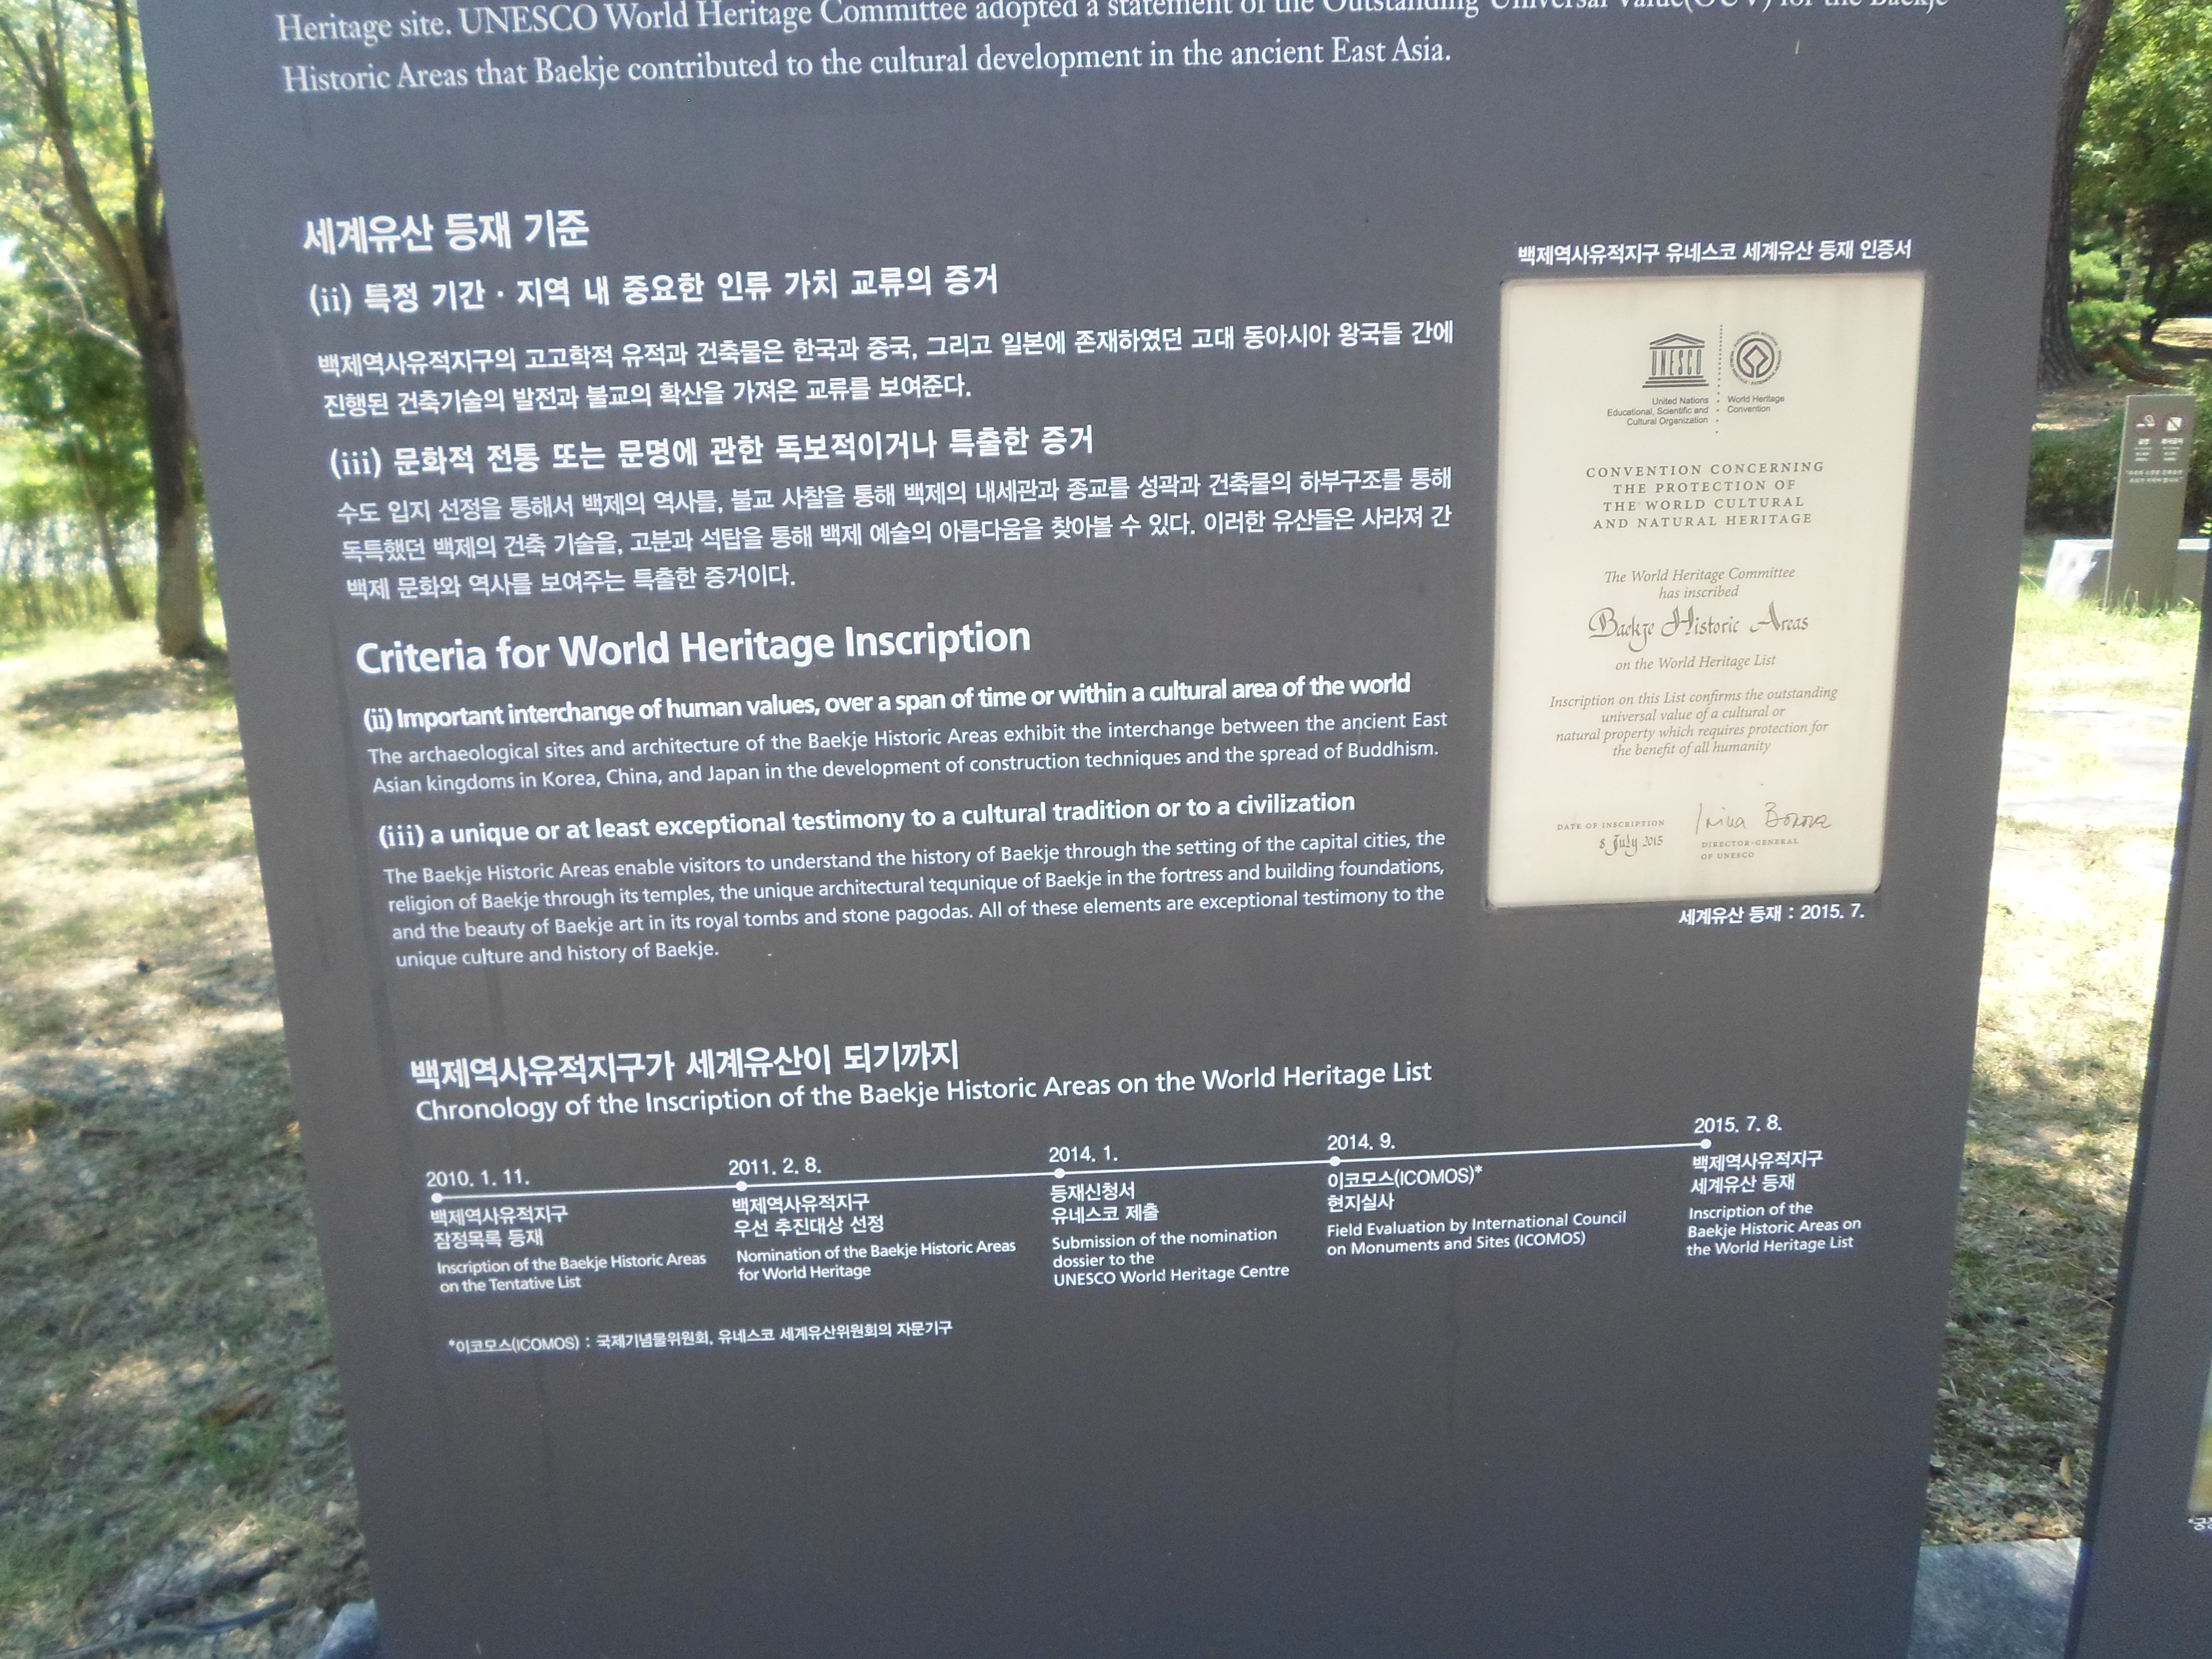 Heritage site. UNESCO World Heritage Committee adopted a statement of the Outstanding Universal Value(OUV) for the Baekje
Historic Areas that Baekje contributed to the cultural development in the ancient East Asia.
세계유산 등재 기준
(ii) 특정 기간 · 지역 내 중요한 인류 가치 교류의 증거
백제역사유적지구의 고고학적 유적과 건축물은 한국과 중국, 그리고 일본에 존재하였던 고대 동아시아 왕국들 간에
진행된 건축기술의 발전과 불교의 확산을 가져온 교류를 보여준다.
(iii) 문화적 전통 또는 문명에 관한 독보적이거나 특출한 증거
수도 입지 선정을 통해서 백제의 역사를, 불교 사찰을 통해 백제의 내세관과 종교를 성곽과 건축물의 하부구조를 통해
독특했던 백제의 건축 기술을, 고분과 석탑을 통해 백제 예술의 아름다움을 찾아볼 수 있다. 이러한 유산들은 사라져 간
백제 문화와 역사를 보여주는 특출한 증거이다.
Criteria for World Heritage Inscription
(ii) Important interchange of human values, over a span of time or within a cultural area of the world
The archaeological sites and architecture of the Baekje Historic Areas exhibit the interchange between the ancient East
Asian kingdoms in Korea, China, and Japan in the development of construction techniques and the spread of Buddhism.
(iii) a unique or at least exceptional testimony to a cultural tradition or to a civilization
The Baekje Historic Areas enable visitors to understand the history of Baekje through the setting of the capital cities, the
religion of Baekje through its temples, the unique architectural tequnique of Baekje in the fortress and building foundations,
and the beauty of Baekje art in its royal tombs and stone pagodas. All of these elements are exceptional testimony to the
unique culture and history of Baekje.
백제역사유적지구 유네스코 세계유산 등재 인증서
UNESCO
United Nations
Educational, Scientific and
Cultural Organization
World Heritage
Convention
CONVENTION CONCERNING
THE PROTECTION OF
THE WORLD CULTURAL
AND NATURAL HERITAGE
The World Heritage Committee
has inscribed
Baekje Historic Areas
on the World Heritage List
Inscription on this List confirms the outstanding
universal value of a cultural or
natural property which requires protection for
the benefit of all humanity
DATE OF INSCRIPTION
8 July 2015
Irina Bokova
DIRECTOR-GENERAL
OF UNESCO
세계유산 등재 : 2015. 7.
백제역사유적지구가 세계유산이 되기까지
Chronology of the Inscription of the Baekje Historic Areas on the World Heritage List
2010. 1. 11.
백제역사유적지구
잠정목록 등재
Inscription of the Baekje Historic Areas
on the Tentative List
2011. 2. 8.
백제역사유적지구
우선 추진대상 선정
Nomination of the Baekje Historic Areas
for World Heritage
2014. 1.
등재신청서
유네스코 제출
Submission of the nomination
dossier to the
UNESCO World Heritage Centre
2014. 9.
이코모스(ICOMOS)*
현지실사
Field Evaluation by International Council
on Monuments and Sites (ICOMOS)
2015. 7. 8.
백제역사유적지구
세계유산 등재
Inscription of the
Baekje Historic Areas on
the World Heritage List
*이코모스(ICOMOS) : 국제기념물위원회, 유네스코 세계유산위원회의 자문기구